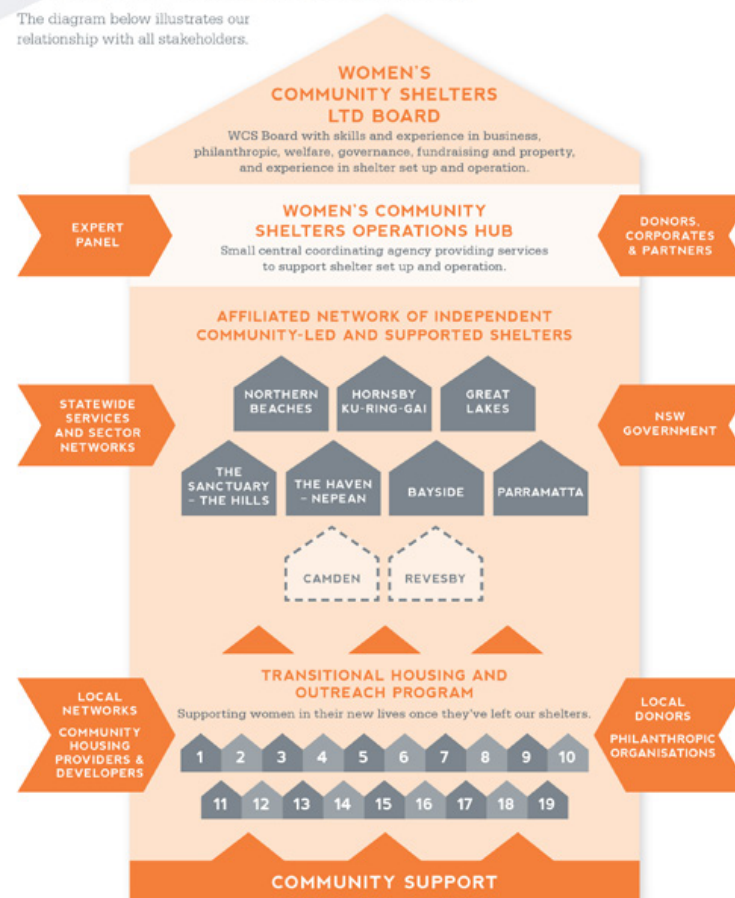 The diagram below illustrates our
relationship with all stakeholders.
WOMEN'S
COMMUNITY SHELTERS
LTD BOARD
WCS Board with skills and experience in business,
philanthropic, welfare, governance, fundraising and property,
and experience in shelter set up and operation.
EXPERT
PANEL
WOMEN'S COMMUNITY
SHELTERS OPERATIONS HUB
Small central coordinating agency providing services
to support shelter set up and operation.
DONORS,
CORPORATES
& PARTNERS
AFFILIATED NETWORK OF INDEPENDENT
COMMUNITY-LED AND SUPPORTED SHELTERS
STATEWIDE
SERVICES
AND SECTOR
NETWORKS
NORTHERN
BEACHES
HORNSBY
KU-RING-GAI
GREAT
LAKES
NSW
GOVERNMENT
THE
SANCTUARY
– THE HILLS
THE HAVEN
– NEPEAN
BAYSIDE
PARRAMATTA
CAMDEN
REVESBY
LOCAL
NETWORKS
COMMUNITY
HOUSING
PROVIDERS &
DEVELOPERS
TRANSITIONAL HOUSING AND
OUTREACH PROGRAM
Supporting women in their new lives once they've left our shelters.
LOCAL
DONORS
PHILANTHROPIC
ORGANISATIONS
1 2 3 4 5 6 7 8 9 10
11 12 13 14 15 16 17 18 19
COMMUNITY SUPPORT